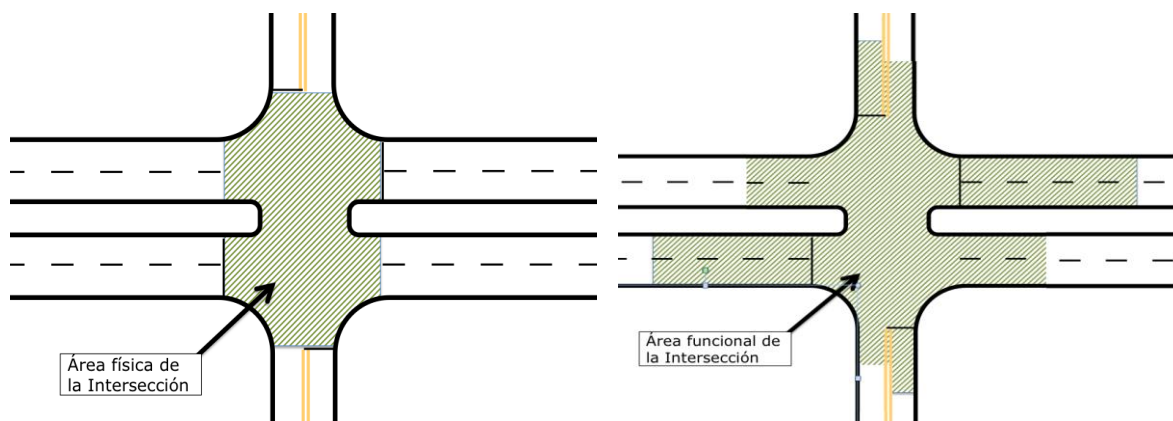 Área física de
la Intersección
Área funcional de
la Intersección